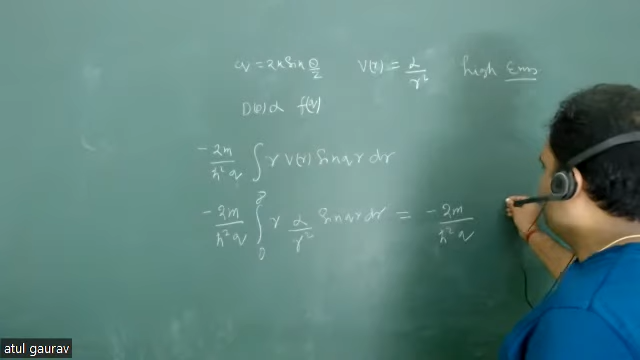 q = 2k sin θ/2 V(r) = α/r² high Ems
D(θ) α f(θ)
-2m/ħ²q ∫ r V(r) sin qr dr
-2m/ħ²q ∫₀^∞ r α/r² sin qr dr = -2m/ħ²q
atul gaurav